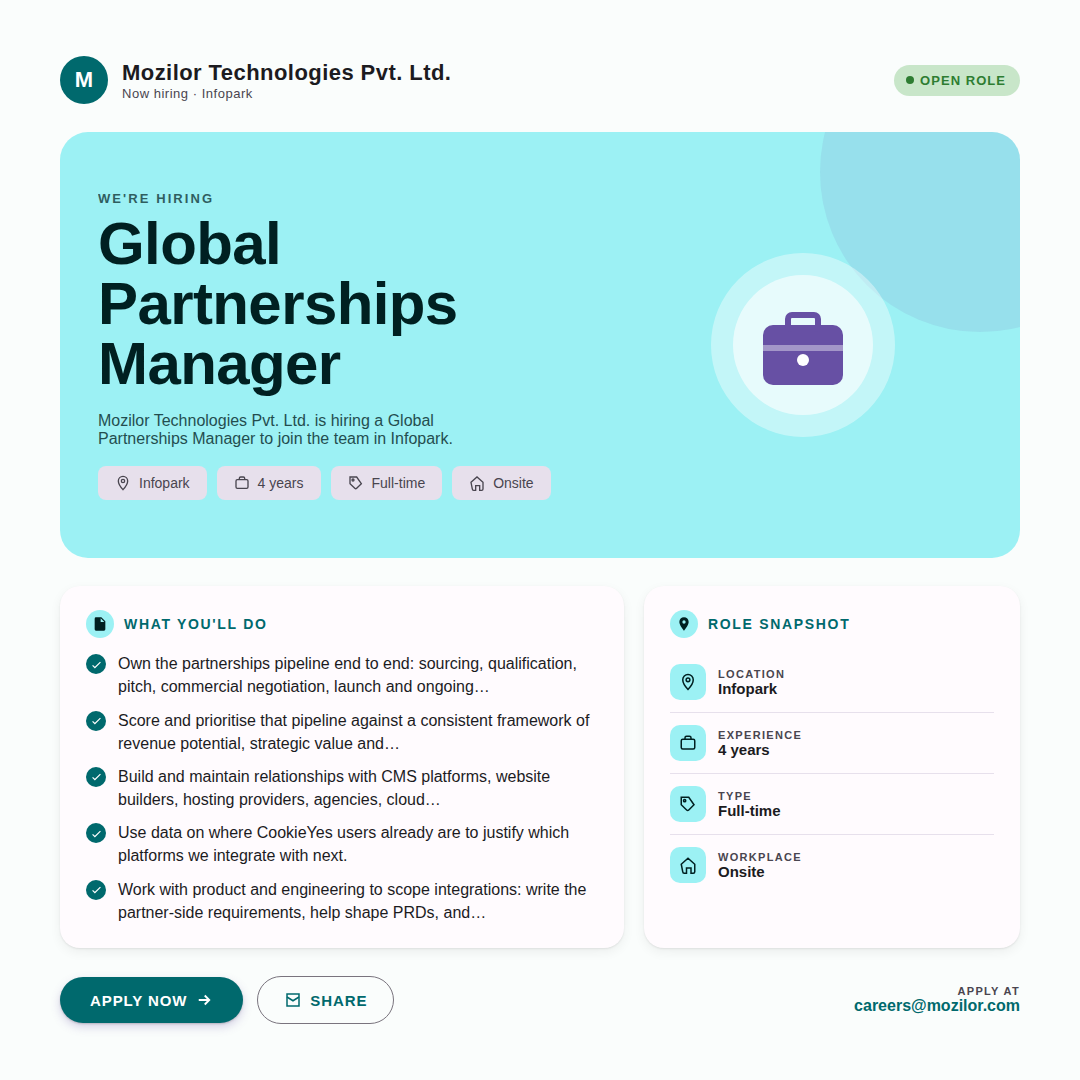 M
Mozilor Technologies Pvt. Ltd.
Now hiring · Infopark
OPEN ROLE
WE'RE HIRING
Global
Partnerships
Manager
Mozilor Technologies Pvt. Ltd. is hiring a Global
Partnerships Manager to join the team in Infopark.
Infopark
4 years
Full-time
Onsite
WHAT YOU'LL DO
Own the partnerships pipeline end to end: sourcing, qualification,
pitch, commercial negotiation, launch and ongoing…
Score and prioritise that pipeline against a consistent framework of
revenue potential, strategic value and…
Build and maintain relationships with CMS platforms, website
builders, hosting providers, agencies, cloud…
Use data on where CookieYes users already are to justify which
platforms we integrate with next.
Work with product and engineering to scope integrations: write the
partner-side requirements, help shape PRDs, and…
ROLE SNAPSHOT
LOCATION
Infopark
EXPERIENCE
4 years
TYPE
Full-time
WORKPLACE
Onsite
APPLY NOW
SHARE
APPLY AT
careers@mozilor.com